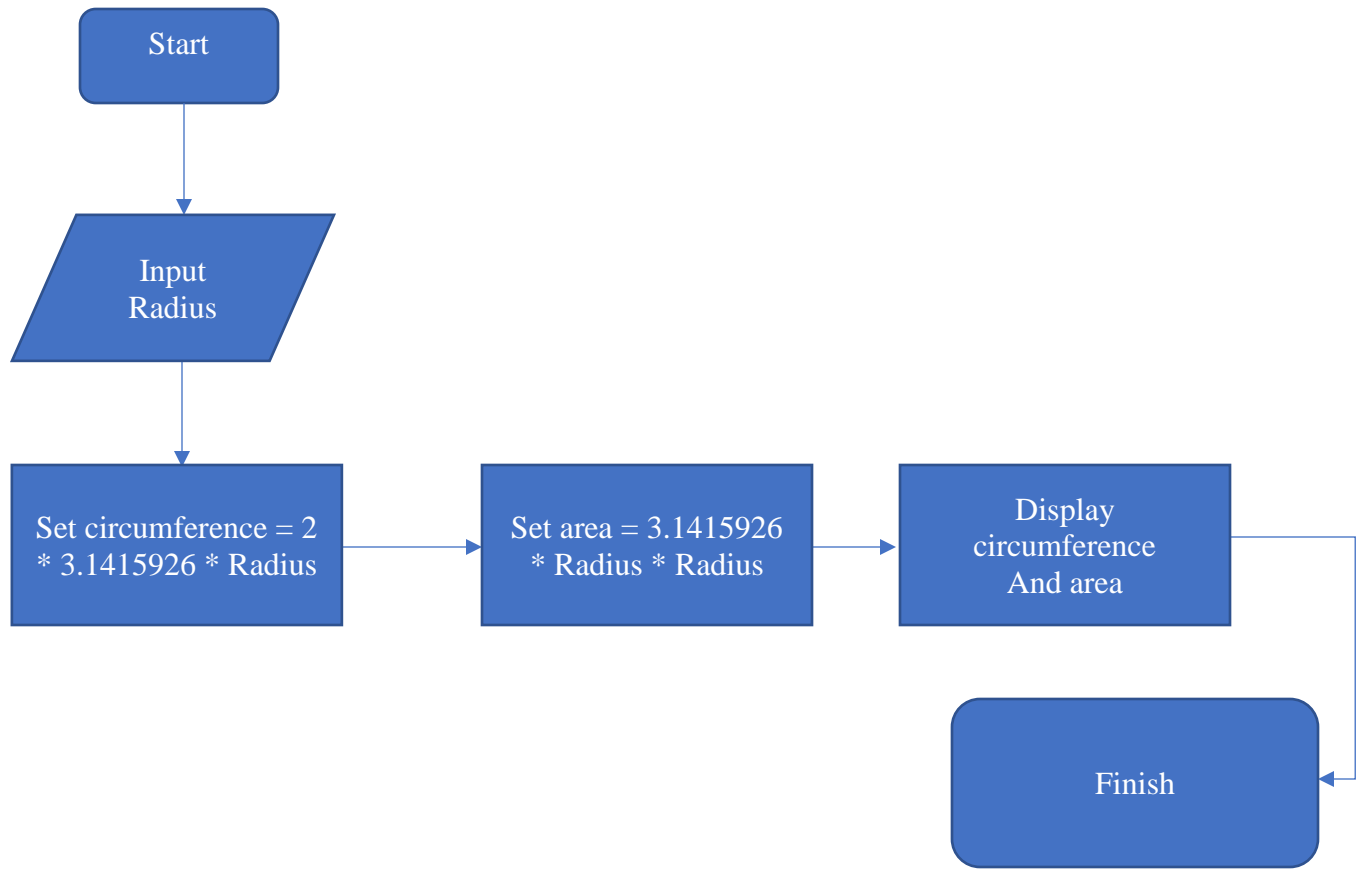 Start
Input
Radius
Set circumference = 2
* 3.1415926 * Radius
Set area = 3.1415926
* Radius * Radius
Display
circumference
And area
Finish